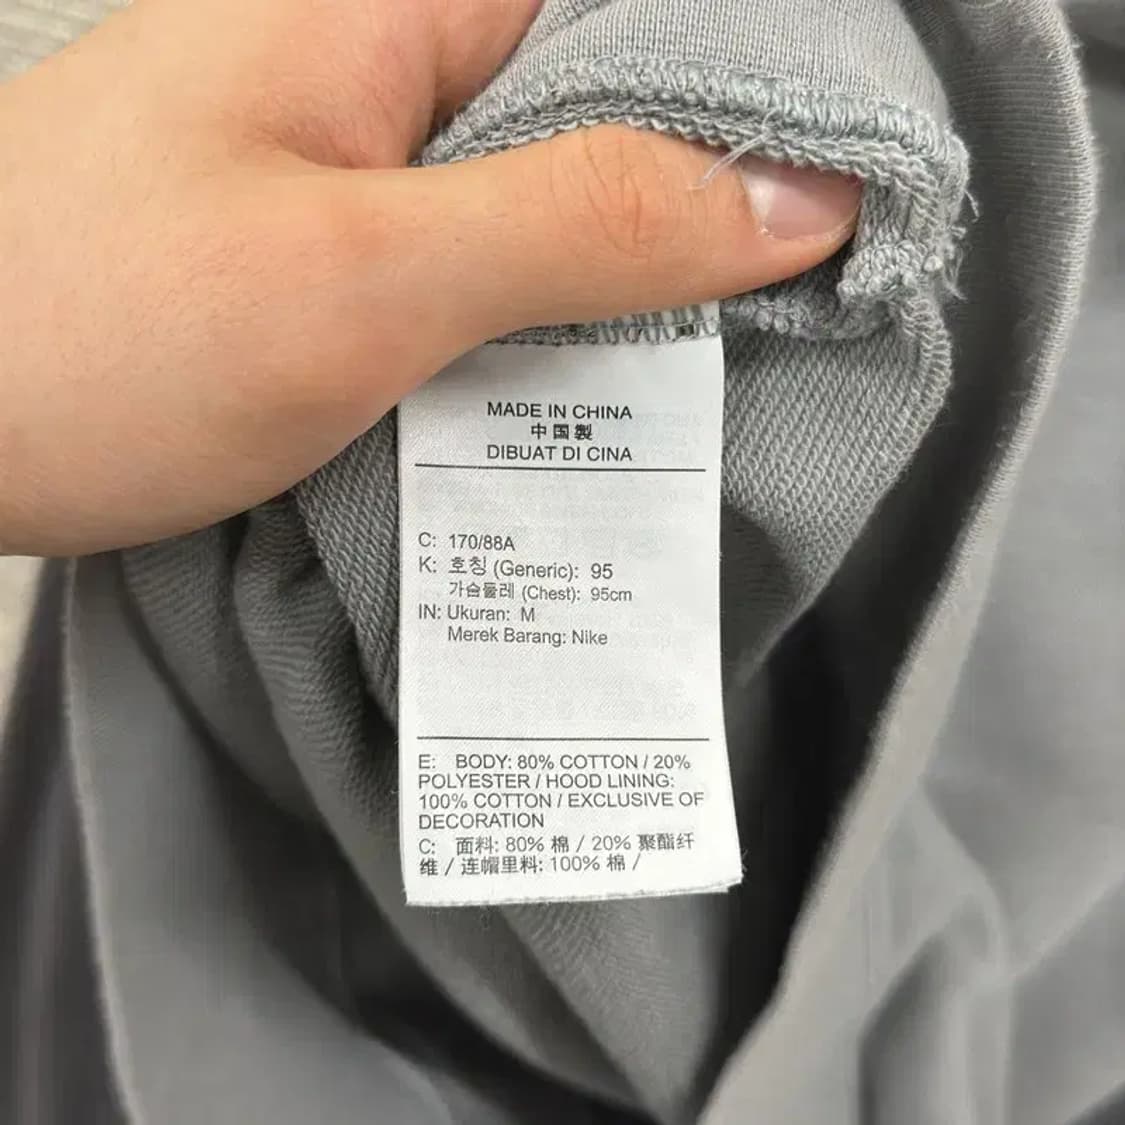 MADE IN CHINA
中国製
DIBUAT DI CINA
C: 170/88A
K: 호칭 (Generic): 95
가슴둘레 (Chest): 95cm
IN: Ukuran: M
Merek Barang: Nike
E: BODY: 80% COTTON / 20%
POLYESTER / HOOD LINING:
100% COTTON / EXCLUSIVE OF
DECORATION
C: 面料: 80% 棉 / 20% 聚酯纤
维 / 连帽里料: 100% 棉 /